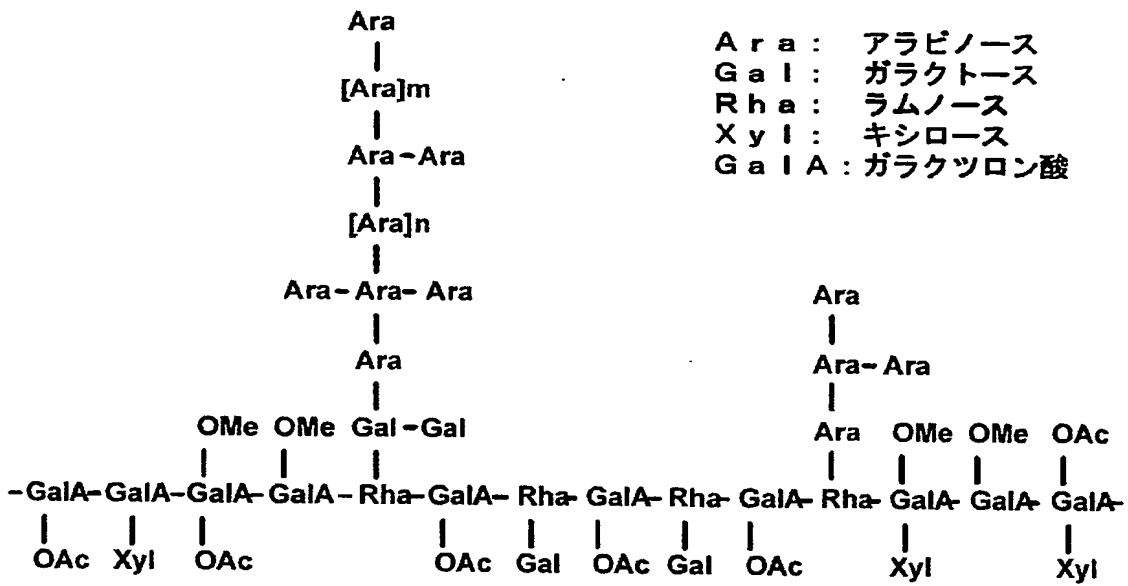 Ara
[Ara]m
Ara-Ara
[Ara]n
Ara-Ara-Ara
Ara
OMe OMe Gal-Gal
-GalA-GalA-GalA-GalA-Rha-GalA-Rha-GalA-Rha-GalA-Rha-GalA-GalA-GalA-
OAc Xyl OAc OAc Gal OAc Gal OAc Xyl Xyl
Ara
Ara-Ara
Ara OMe OMe OAc
Ara: アラビノース
Gal: ガラクトース
Rha: ラムノース
Xyl: キシロース
GalA: ガラクツロン酸